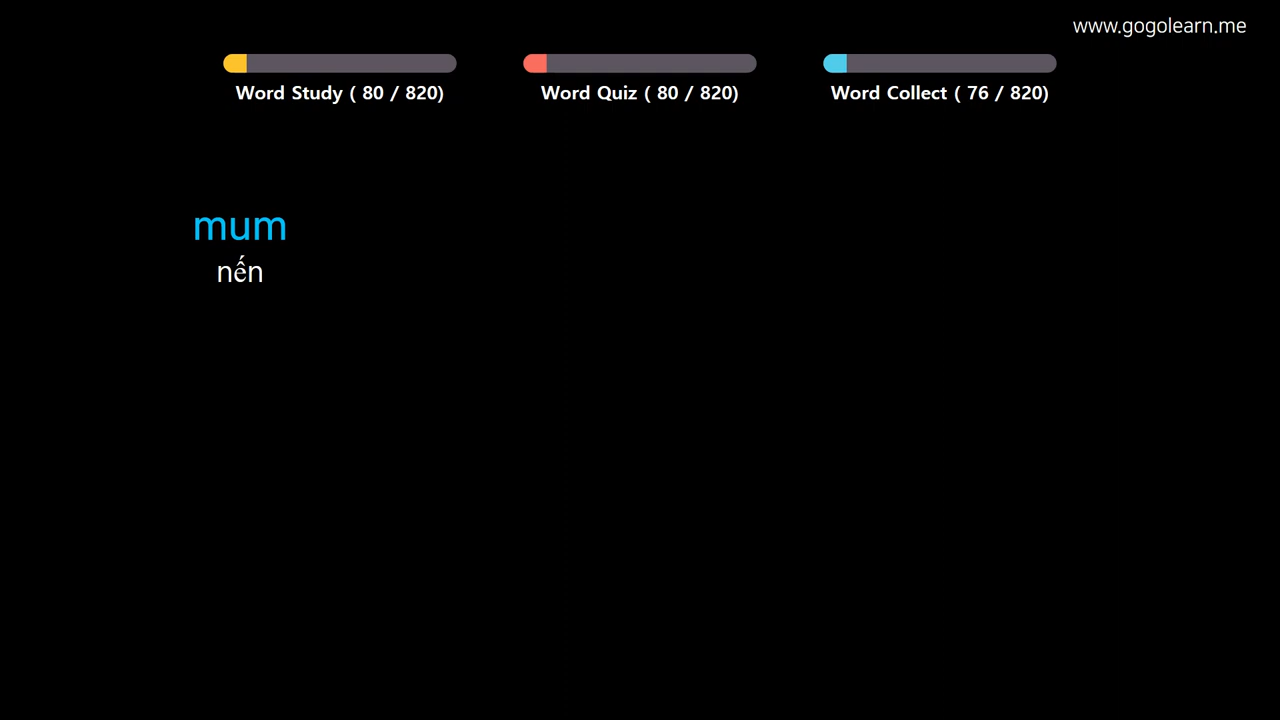 www.gogolearn.me
Word Study ( 80 / 820)
Word Quiz ( 80 / 820)
Word Collect ( 76 / 820)
mum
nến